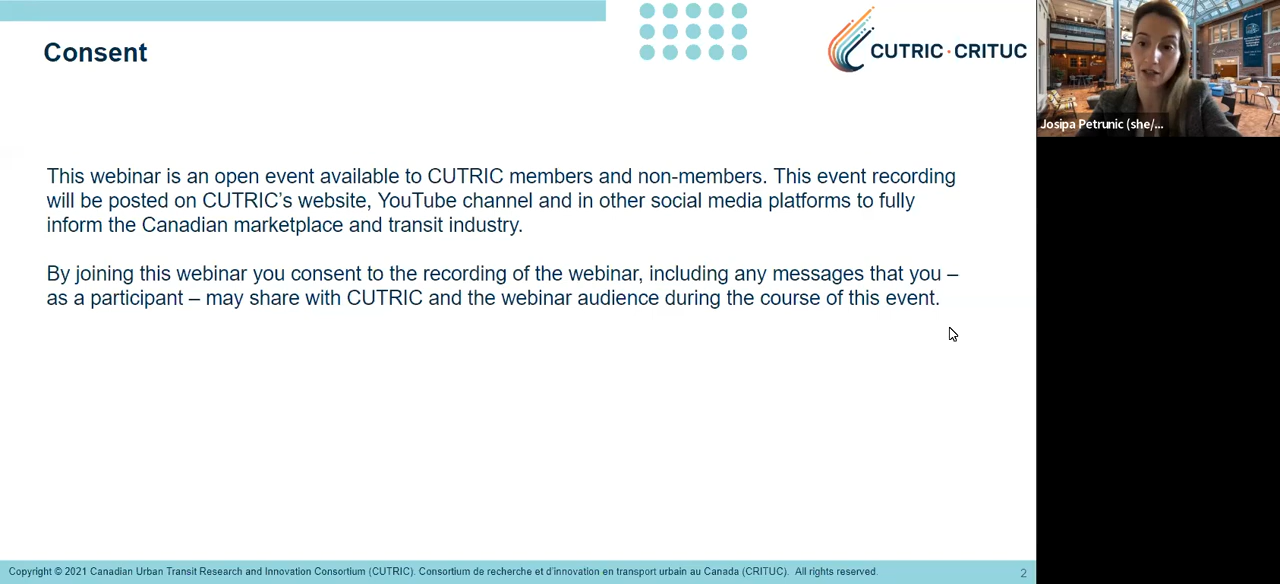 Consent
CUTRIC·CRITUC
Josipa Petrunic (she/...
This webinar is an open event available to CUTRIC members and non-members. This event recording
will be posted on CUTRIC’s website, YouTube channel and in other social media platforms to fully
inform the Canadian marketplace and transit industry.
By joining this webinar you consent to the recording of the webinar, including any messages that you –
as a participant – may share with CUTRIC and the webinar audience during the course of this event.
Copyright © 2021 Canadian Urban Transit Research and Innovation Consortium (CUTRIC). Consortium de recherche et d’innovation en transport urbain au Canada (CRITUC). All rights reserved.
2